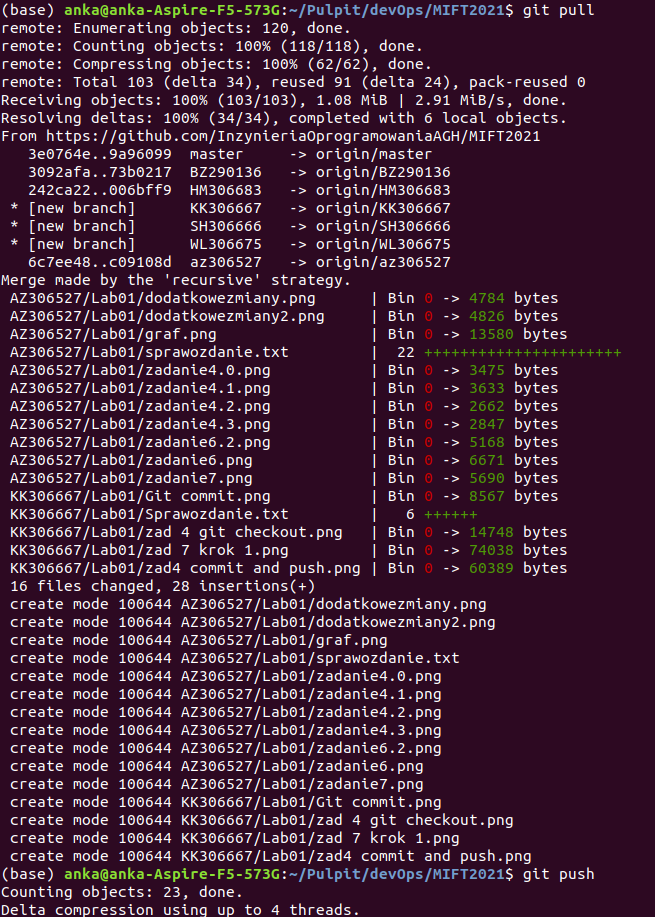 (base) anka@anka-Aspire-F5-573G:~/Pulpit/devOps/MIFT2021$ git pull
remote: Enumerating objects: 120, done.
remote: Counting objects: 100% (118/118), done.
remote: Compressing objects: 100% (62/62), done.
remote: Total 103 (delta 34), reused 91 (delta 24), pack-reused 0
Receiving objects: 100% (103/103), 1.08 MiB | 2.91 MiB/s, done.
Resolving deltas: 100% (34/34), completed with 6 local objects.
From https://github.com/InzynieriaOprogramowaniaAGH/MIFT2021
   3e0764e..9a96099  master     -> origin/master
   3092afa..73b0217  BZ290136   -> origin/BZ290136
   242ca22..006bff9  HM306683   -> origin/HM306683
 * [new branch]      KK306667   -> origin/KK306667
 * [new branch]      SH306666   -> origin/SH306666
 * [new branch]      WL306675   -> origin/WL306675
   6c7ee48..c09108d  az306527   -> origin/az306527
Merge made by the 'recursive' strategy.
 AZ306527/Lab01/dodatkowezmiany.png      | Bin 0 -> 4784 bytes
 AZ306527/Lab01/dodatkowezmiany2.png     | Bin 0 -> 4826 bytes
 AZ306527/Lab01/graf.png                 | Bin 0 -> 13580 bytes
 AZ306527/Lab01/sprawozdanie.txt         |  22 ++++++++++++++++++++++
 AZ306527/Lab01/zadanie4.0.png           | Bin 0 -> 3475 bytes
 AZ306527/Lab01/zadanie4.1.png           | Bin 0 -> 3633 bytes
 AZ306527/Lab01/zadanie4.2.png           | Bin 0 -> 2662 bytes
 AZ306527/Lab01/zadanie4.3.png           | Bin 0 -> 2847 bytes
 AZ306527/Lab01/zadanie6.2.png           | Bin 0 -> 5168 bytes
 AZ306527/Lab01/zadanie6.png             | Bin 0 -> 6671 bytes
 AZ306527/Lab01/zadanie7.png             | Bin 0 -> 5690 bytes
 KK306667/Lab01/Git commit.png           | Bin 0 -> 8567 bytes
 KK306667/Lab01/Sprawozdanie.txt         |   6 ++++++
 KK306667/Lab01/zad 4 git checkout.png   | Bin 0 -> 14748 bytes
 KK306667/Lab01/zad 7 krok 1.png         | Bin 0 -> 74038 bytes
 KK306667/Lab01/zad4 commit and push.png | Bin 0 -> 60389 bytes
 16 files changed, 28 insertions(+)
 create mode 100644 AZ306527/Lab01/dodatkowezmiany.png
 create mode 100644 AZ306527/Lab01/dodatkowezmiany2.png
 create mode 100644 AZ306527/Lab01/graf.png
 create mode 100644 AZ306527/Lab01/sprawozdanie.txt
 create mode 100644 AZ306527/Lab01/zadanie4.0.png
 create mode 100644 AZ306527/Lab01/zadanie4.1.png
 create mode 100644 AZ306527/Lab01/zadanie4.2.png
 create mode 100644 AZ306527/Lab01/zadanie4.3.png
 create mode 100644 AZ306527/Lab01/zadanie6.2.png
 create mode 100644 AZ306527/Lab01/zadanie6.png
 create mode 100644 AZ306527/Lab01/zadanie7.png
 create mode 100644 KK306667/Lab01/Git commit.png
 create mode 100644 KK306667/Lab01/zad 4 git checkout.png
 create mode 100644 KK306667/Lab01/zad 7 krok 1.png
 create mode 100644 KK306667/Lab01/zad4 commit and push.png
(base) anka@anka-Aspire-F5-573G:~/Pulpit/devOps/MIFT2021$ git push
Counting objects: 23, done.
Delta compression using up to 4 threads.